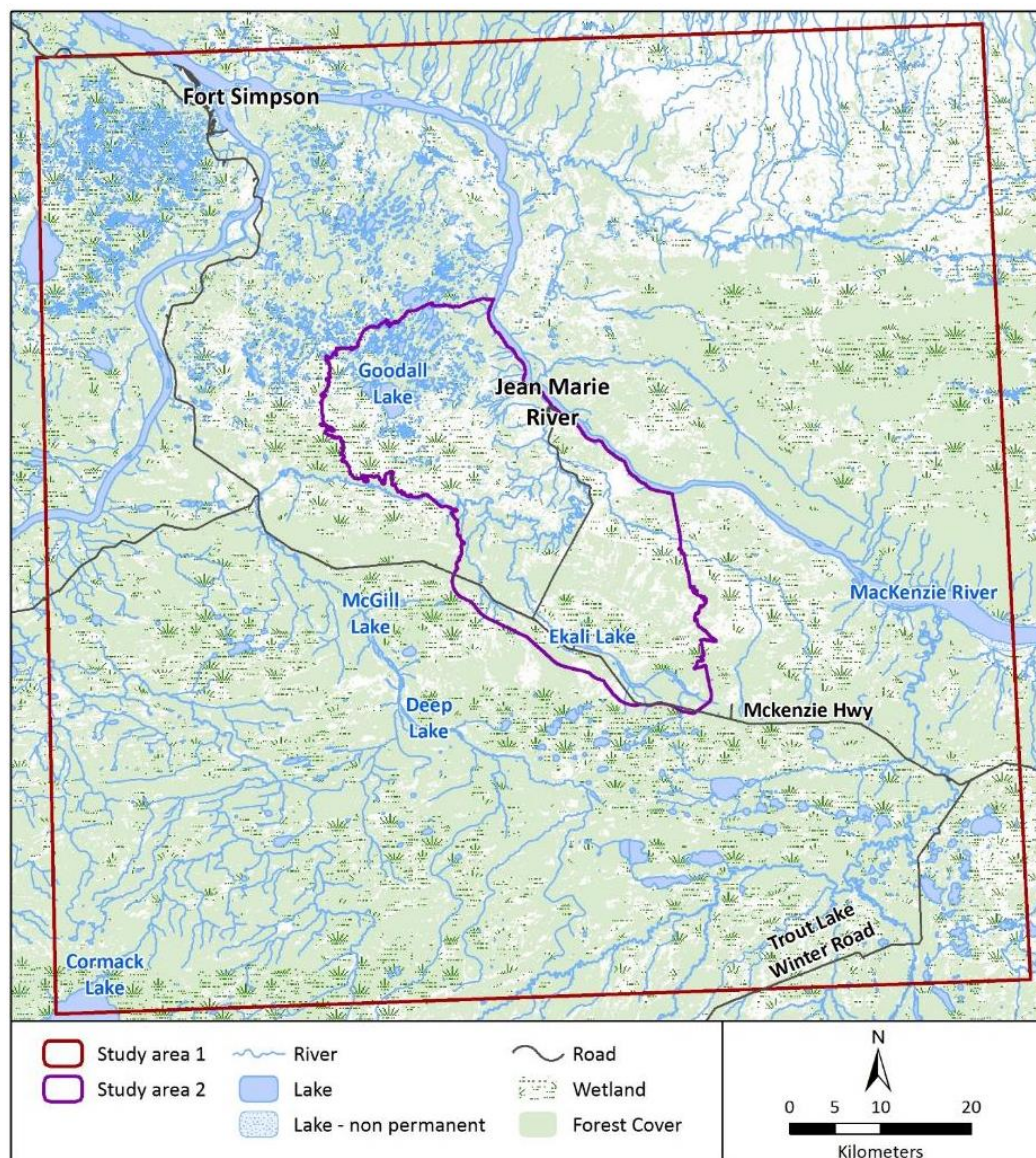 Fort Simpson
Goodall
Lake
Jean Marie
River
MacKenzie River
McGill
Lake
Ekali Lake
Deep
Lake
Mckenzie Hwy
Trout Lake
Winter Road
Cormack
Lake
Study area 1
Study area 2
River
Lake
Lake - non permanent
Road
Wetland
Forest Cover
N
0 5 10 20
Kilometers